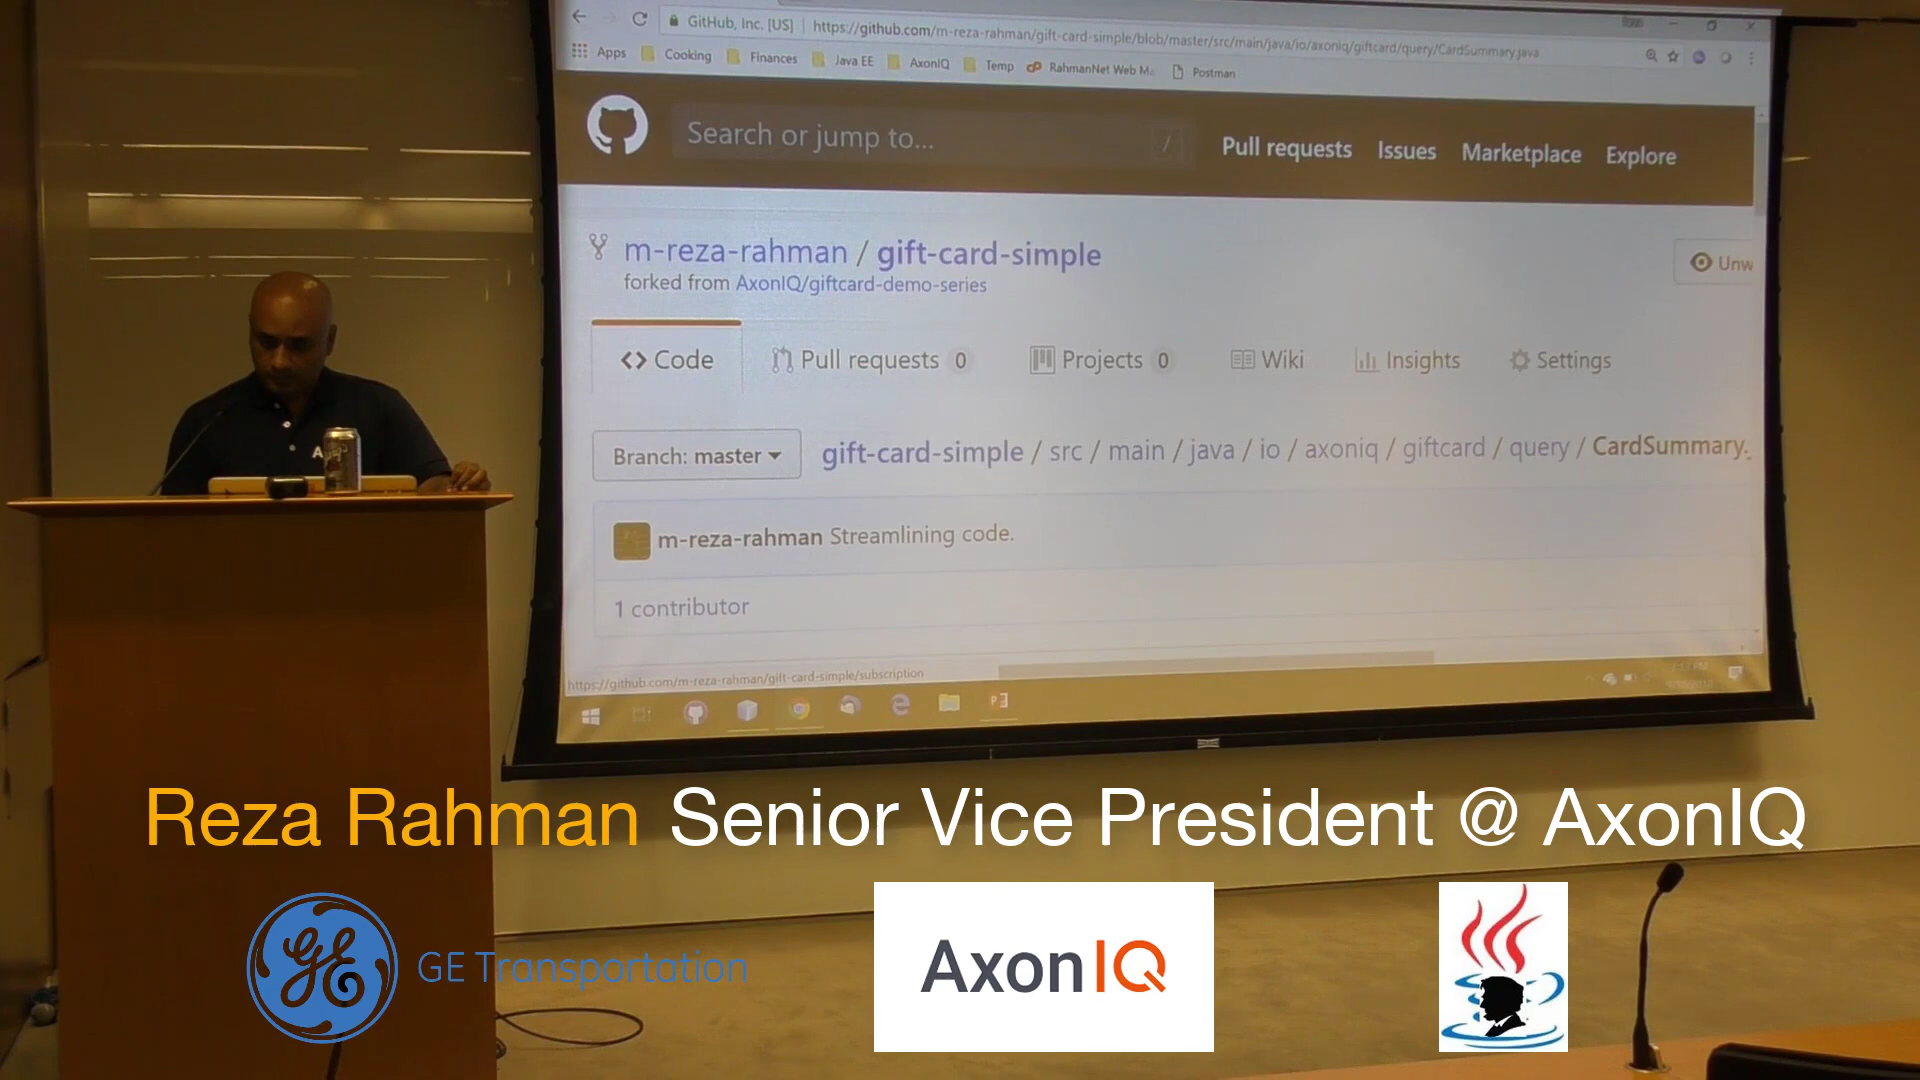 GitHub, Inc. [US] | https://github.com/m-reza-rahman/gift-card-simple/blob/master/src/main/java/io/axoniq/giftcard/query/CardSummary.java
Apps Cooking Finances Java EE AxonIQ Temp RahmanNet Web Ma Postman
Search or jump to... / Pull requests Issues Marketplace Explore
m-reza-rahman / gift-card-simple
Unw
forked from AxonIQ/giftcard-demo-series
<> Code Pull requests 0 Projects 0 Wiki Insights Settings
Branch: master gift-card-simple / src / main / java / io / axoniq / giftcard / query / CardSummary.
m-reza-rahman Streamlining code.
1 contributor
https://github.com/m-reza-rahman/gift-card-simple/subscription
Reza Rahman Senior Vice President @ AxonIQ
GE GE Transportation
AxonIQ